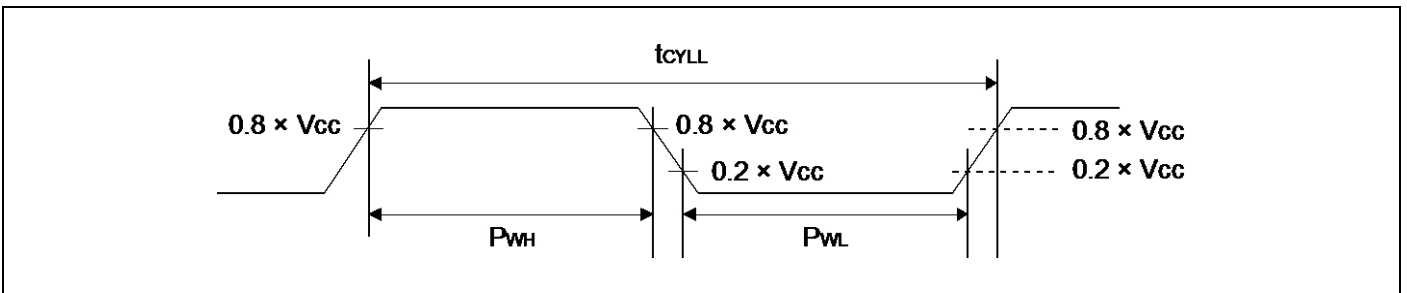 tCYLL
0.8 × VCC
0.8 × VCC
0.8 × VCC
0.2 × VCC
0.2 × VCC
PWH
PWL